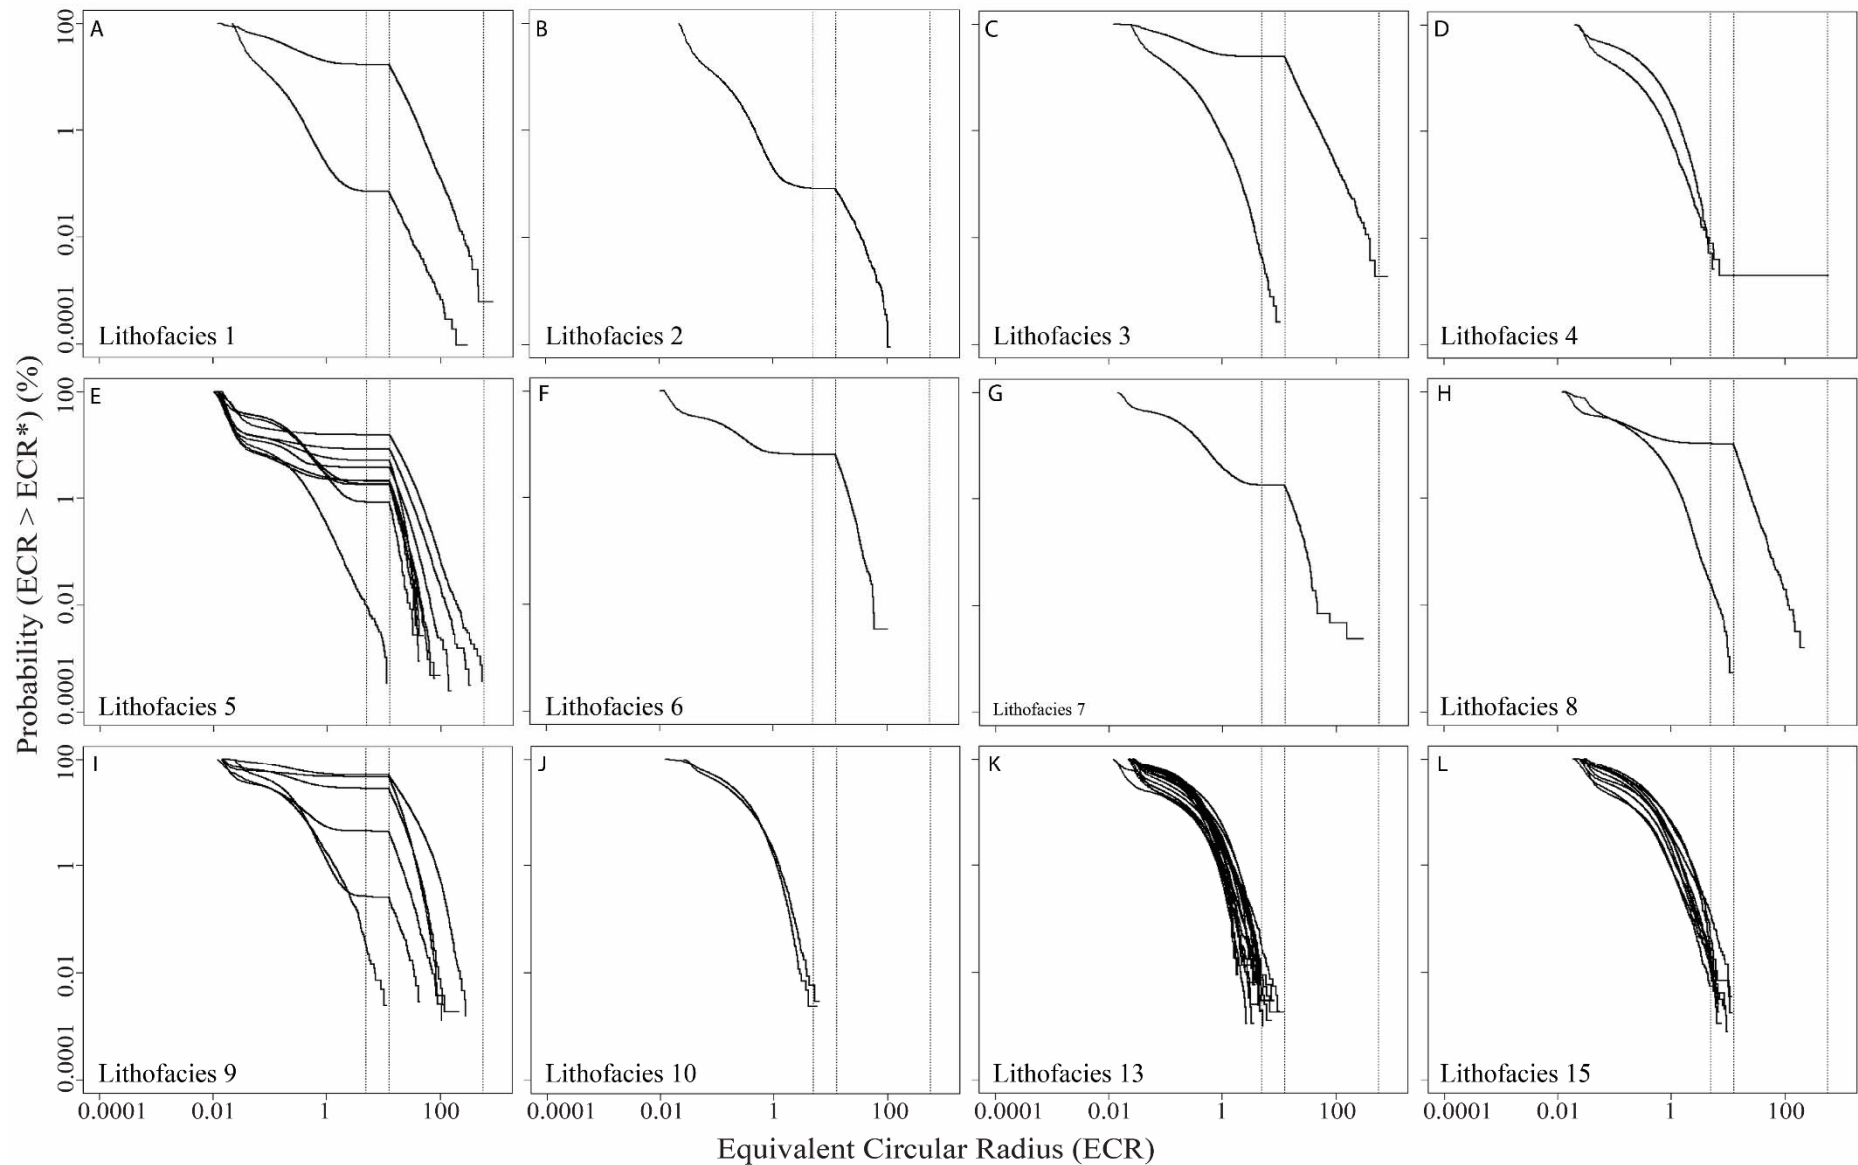 A
B
C
D
100
1
0.01
0.0001
Lithofacies 1
Lithofacies 2
Lithofacies 3
Lithofacies 4
Probability (ECR > ECR*) (%)
E
F
G
H
100
1
0.01
0.0001
Lithofacies 5
Lithofacies 6
Lithofacies 7
Lithofacies 8
I
J
K
L
100
1
0.01
0.0001
Lithofacies 9
Lithofacies 10
Lithofacies 13
Lithofacies 15
0.0001 0.01 1 100
0.0001 0.01 1 100
0.0001 0.01 1 100
0.0001 0.01 1 100
Equivalent Circular Radius (ECR)